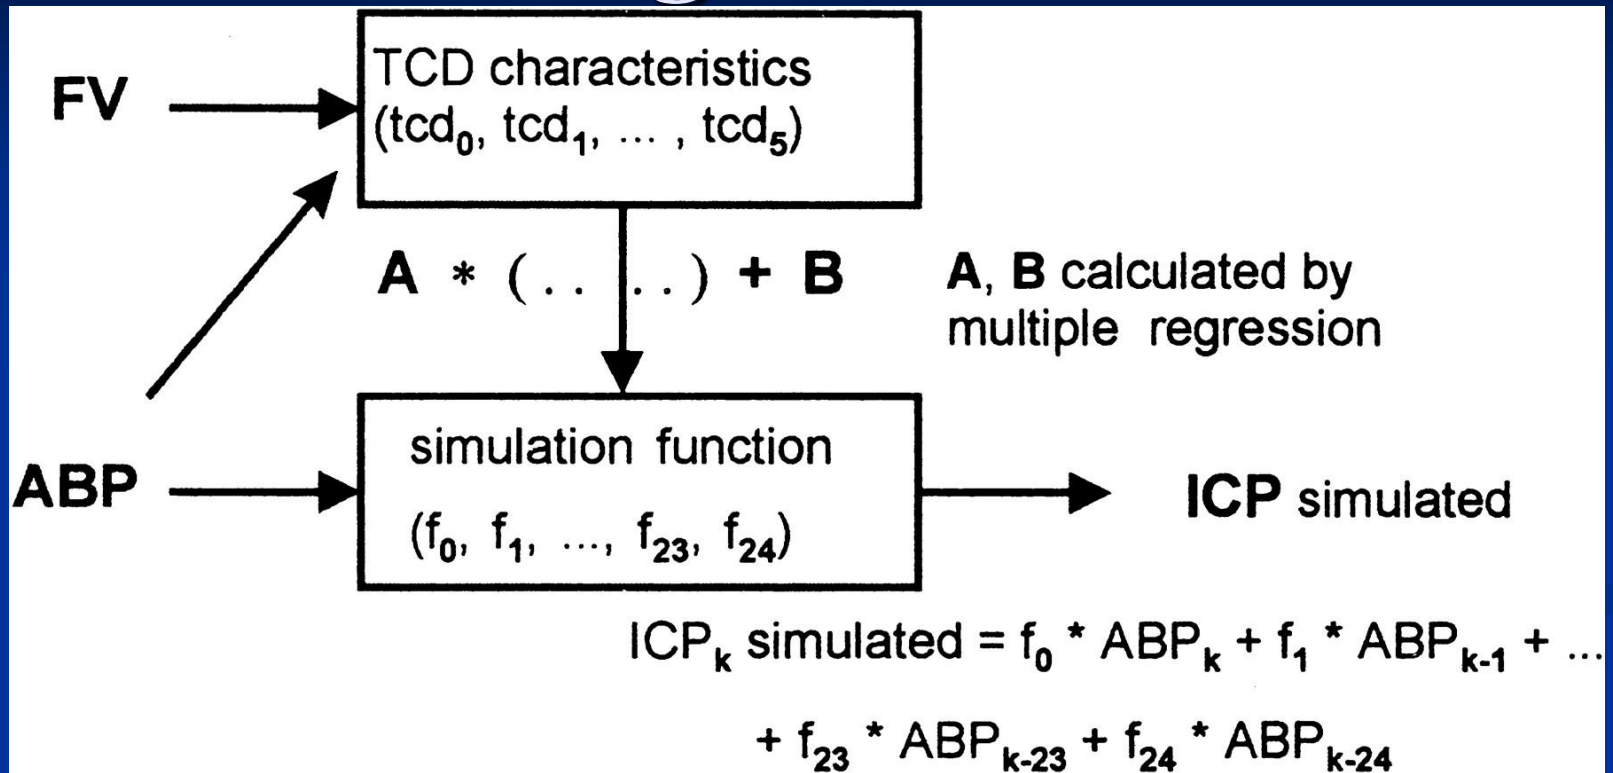 FV
TCD characteristics
(tcd₀, tcd₁, ... , tcd₅)
A * (.. ..) + B
A, B calculated by
multiple regression
ABP
simulation function
(f₀, f₁, ..., f₂₃, f₂₄)
ICP simulated
ICPₖ simulated = f₀ * ABPₖ + f₁ * ABPₖ₋₁ + ...
+ f₂₃ * ABPₖ₋₂₃ + f₂₄ * ABPₖ₋₂₄